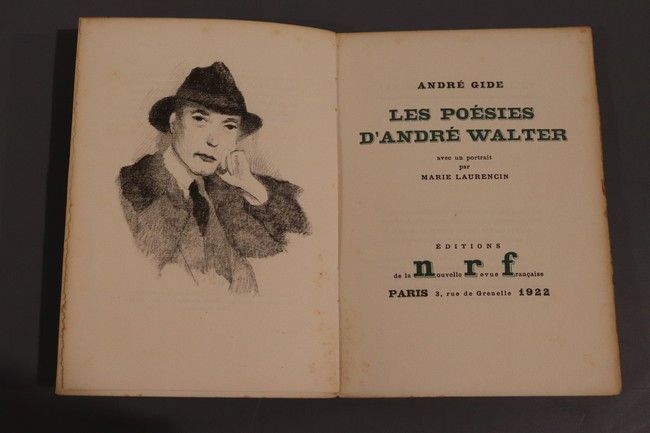 ANDRÉ GIDE
LES POÉSIES
D'ANDRÉ WALTER
avec un portrait
par
MARIE LAURENCIN
ÉDITIONS
de la nouvelle revue française
PARIS 3, rue de Grenelle 1922